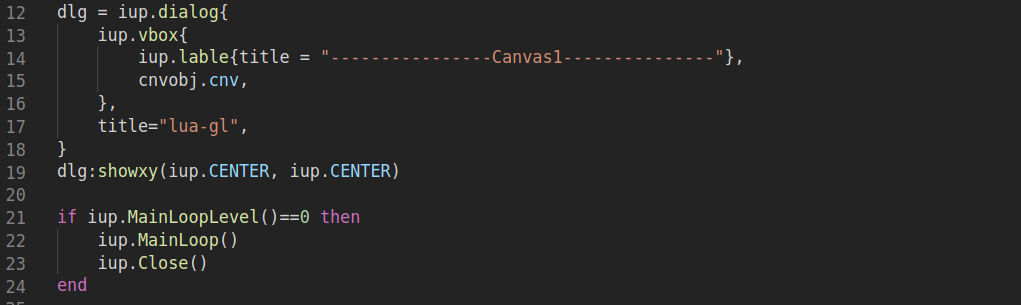 12 dlg = iup.dialog{
13     iup.vbox{
14         iup.lable{title = "----------------Canvas1---------------"},
15         cnvobj.cnv,
16     },
17     title="lua-gl",
18 }
19 dlg:showxy(iup.CENTER, iup.CENTER)
20
21 if iup.MainLoopLevel()==0 then
22     iup.MainLoop()
23     iup.Close()
24 end